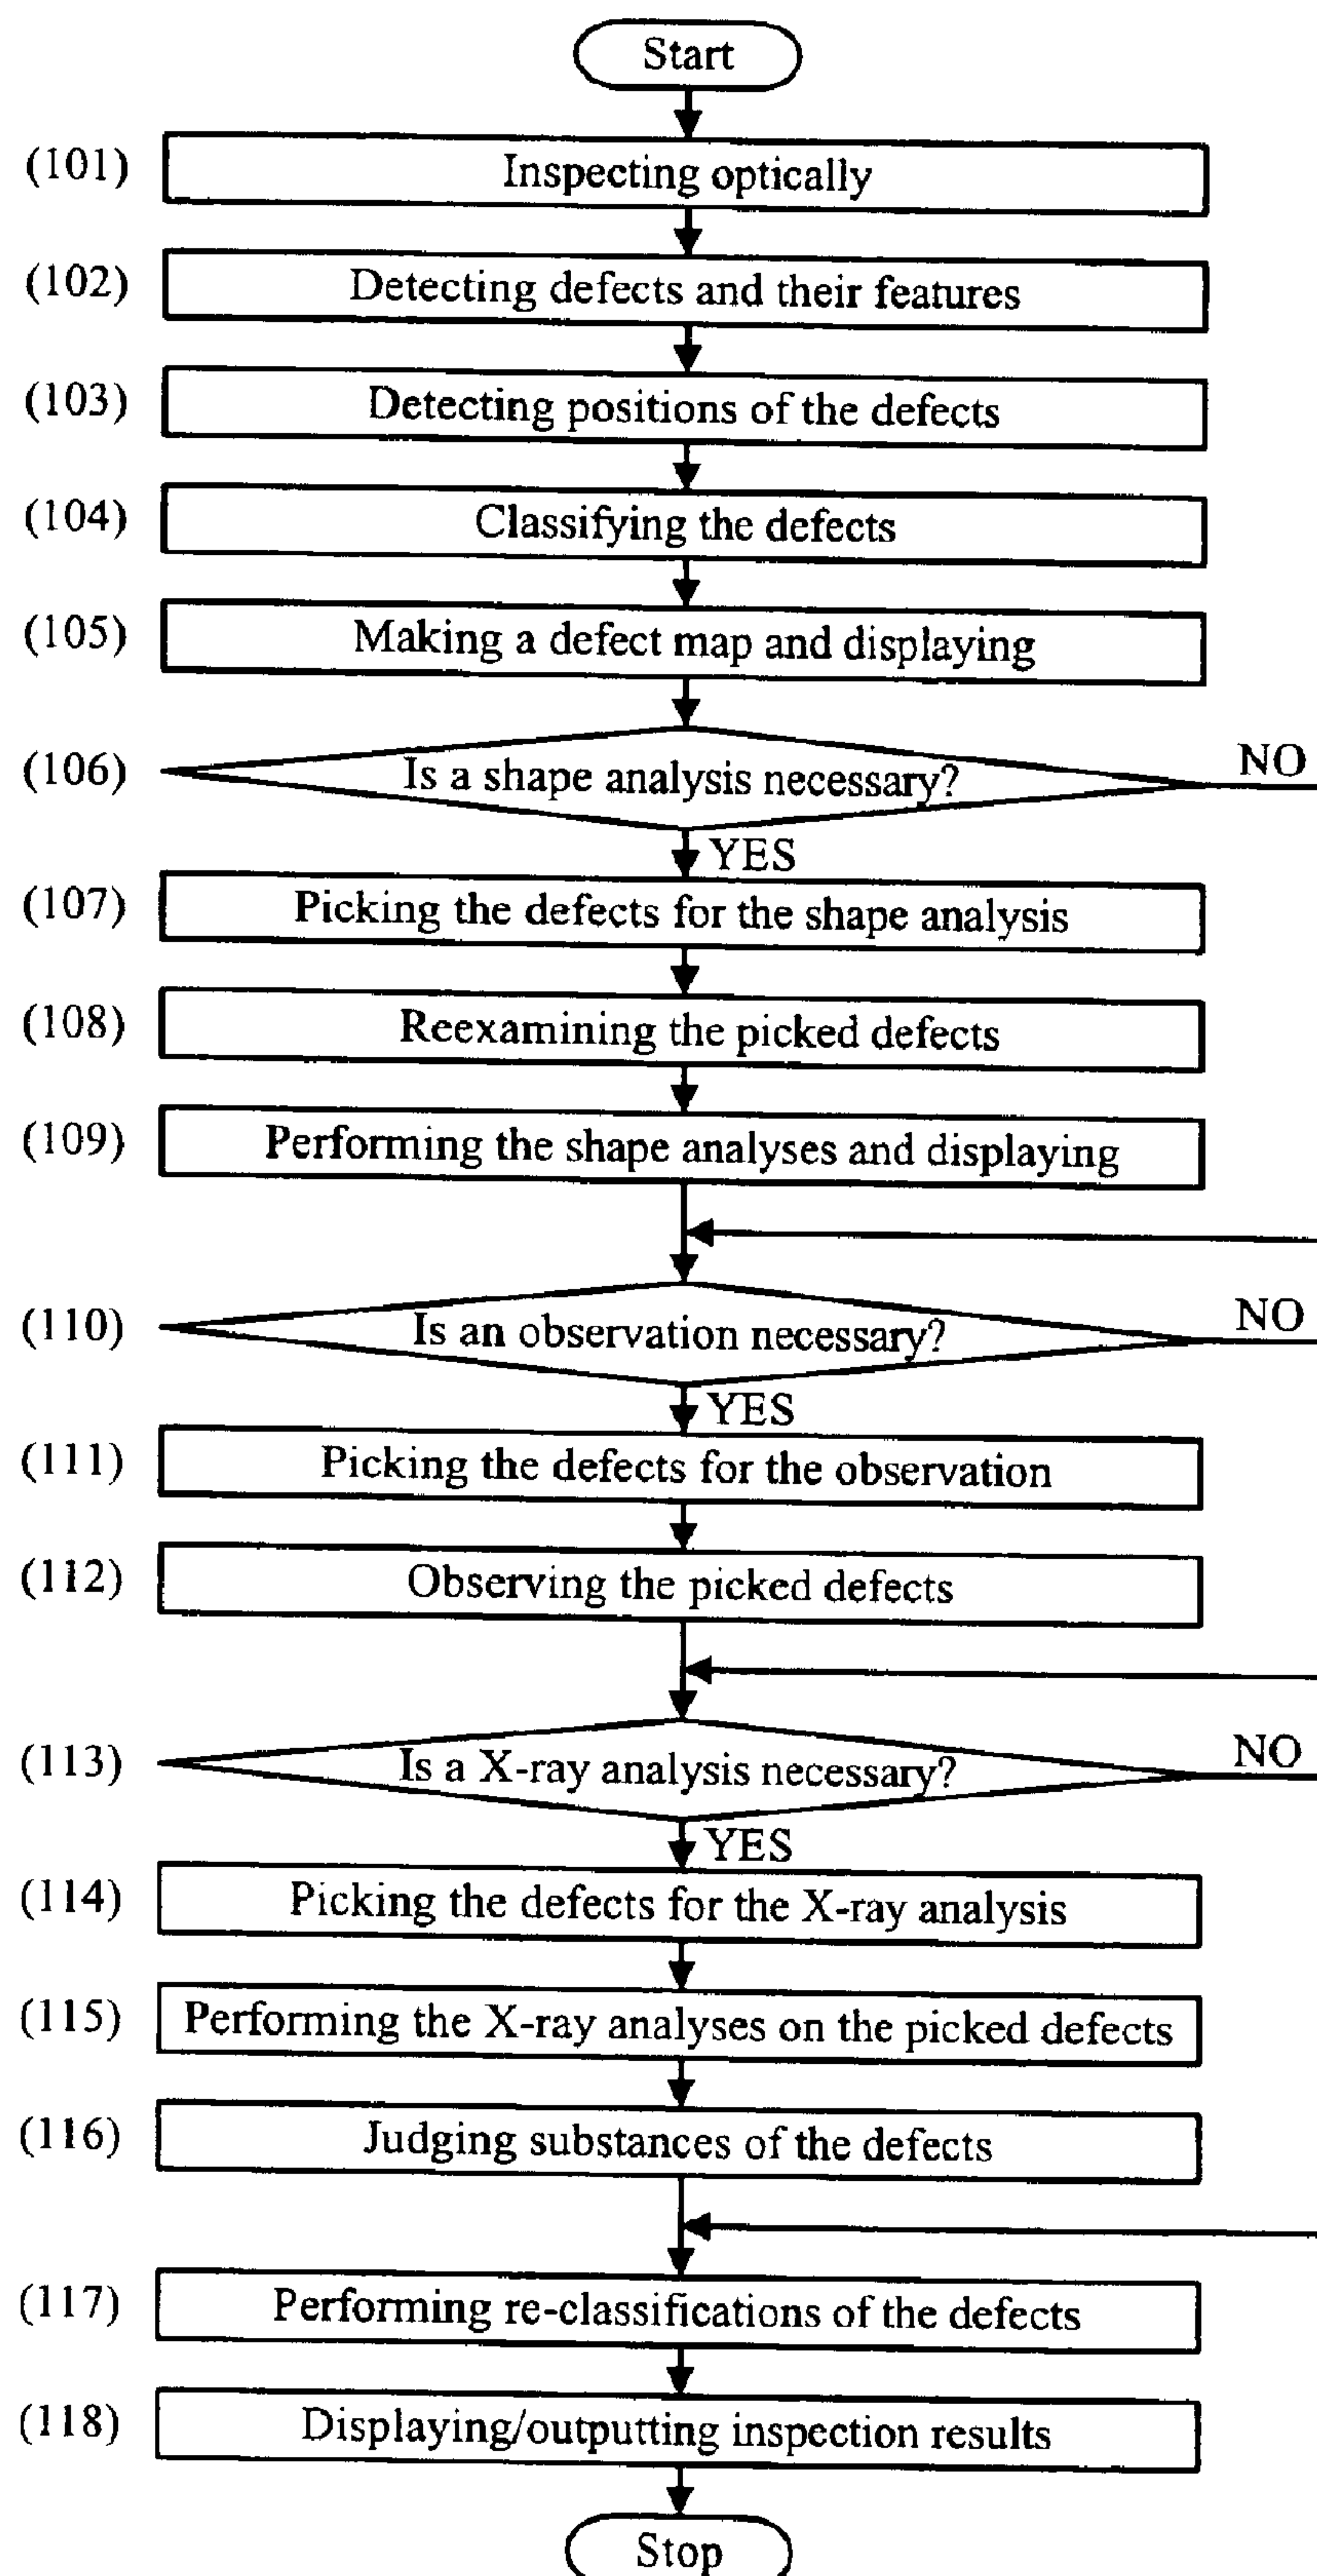 Start
(101) Inspecting optically
(102) Detecting defects and their features
(103) Detecting positions of the defects
(104) Classifying the defects
(105) Making a defect map and displaying
(106) Is a shape analysis necessary? NO
YES
(107) Picking the defects for the shape analysis
(108) Reexamining the picked defects
(109) Performing the shape analyses and displaying
(110) Is an observation necessary? NO
YES
(111) Picking the defects for the observation
(112) Observing the picked defects
(113) Is a X-ray analysis necessary? NO
YES
(114) Picking the defects for the X-ray analysis
(115) Performing the X-ray analyses on the picked defects
(116) Judging substances of the defects
(117) Performing re-classifications of the defects
(118) Displaying/outputting inspection results
Stop